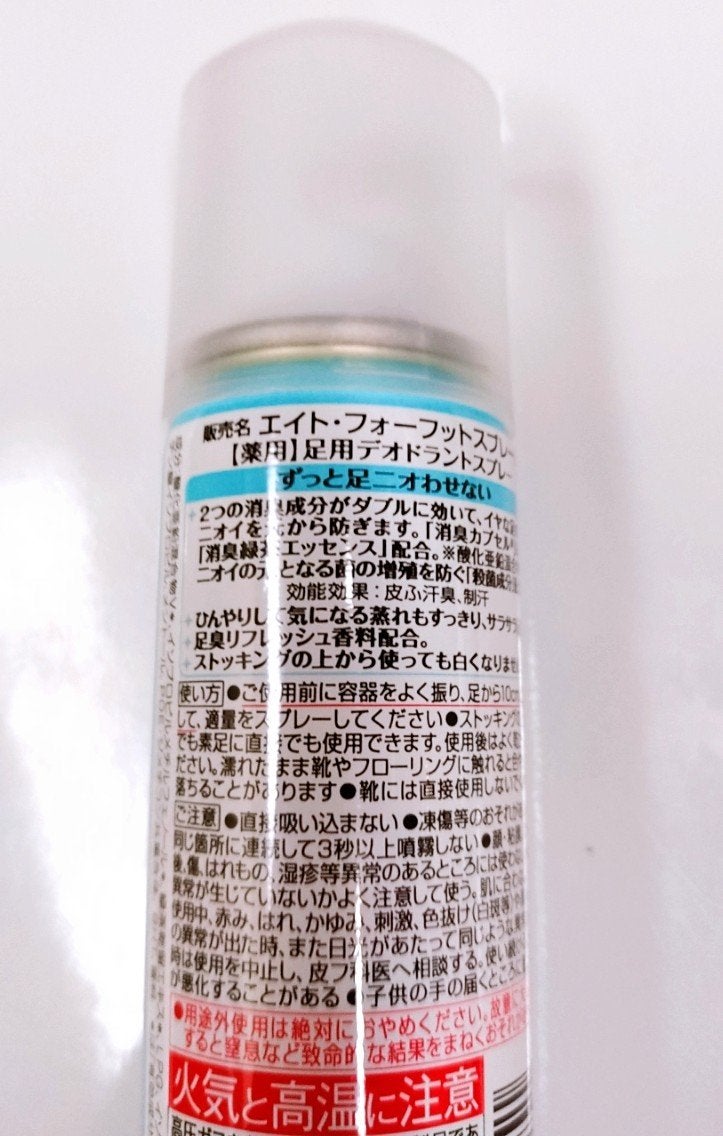 販売名 エイト・フォーフットスプレー
【薬用】足用デオドラントスプレー
ずっと足ニオわせない
2つの消臭成分がダブルに効いて、イヤな
ニオイを元から防ぎます。「消臭カプセル
「消臭緑茶エッセンス」配合。※酸化亜鉛
ニオイの元となる菌の増殖を防ぐ「殺菌成分
効能効果:皮ふ汗臭、制汗
ひんやりして気になる蒸れもすっきり、サラサラ
足臭リフレッシュ香料配合。
ストッキングの上から使っても白くなりませ
使い方 ●ご使用前に容器をよく振り、足から10cm
して、適量をスプレーしてください●ストッキング
でも素足に直接でも使用できます。使用後はよく
ださい。濡れたまま靴やフローリングに触れると
落ちることがあります ●靴には直接使用しない
ご注意 ●直接吸い込まない ●凍傷等のおそれ
同じ箇所に連続して3秒以上噴霧しない ●顔・粘
後、傷、はれもの、湿疹等異常のあるところには使わ
異常が生じていないかよく注意して使う。肌に合わ
使用中、赤み、はれ、かゆみ、刺激、色抜け(白斑等)や
の異常が出た時、また日光があたって同じような
時は使用を中止し、皮フ科医へ相談する。使い続
が悪化することがある ●子供の手の届くところに
●用途外使用は絶対におやめください。故意に
すると窒息など致命的な結果をまねくおそれが
火気と高温に注意